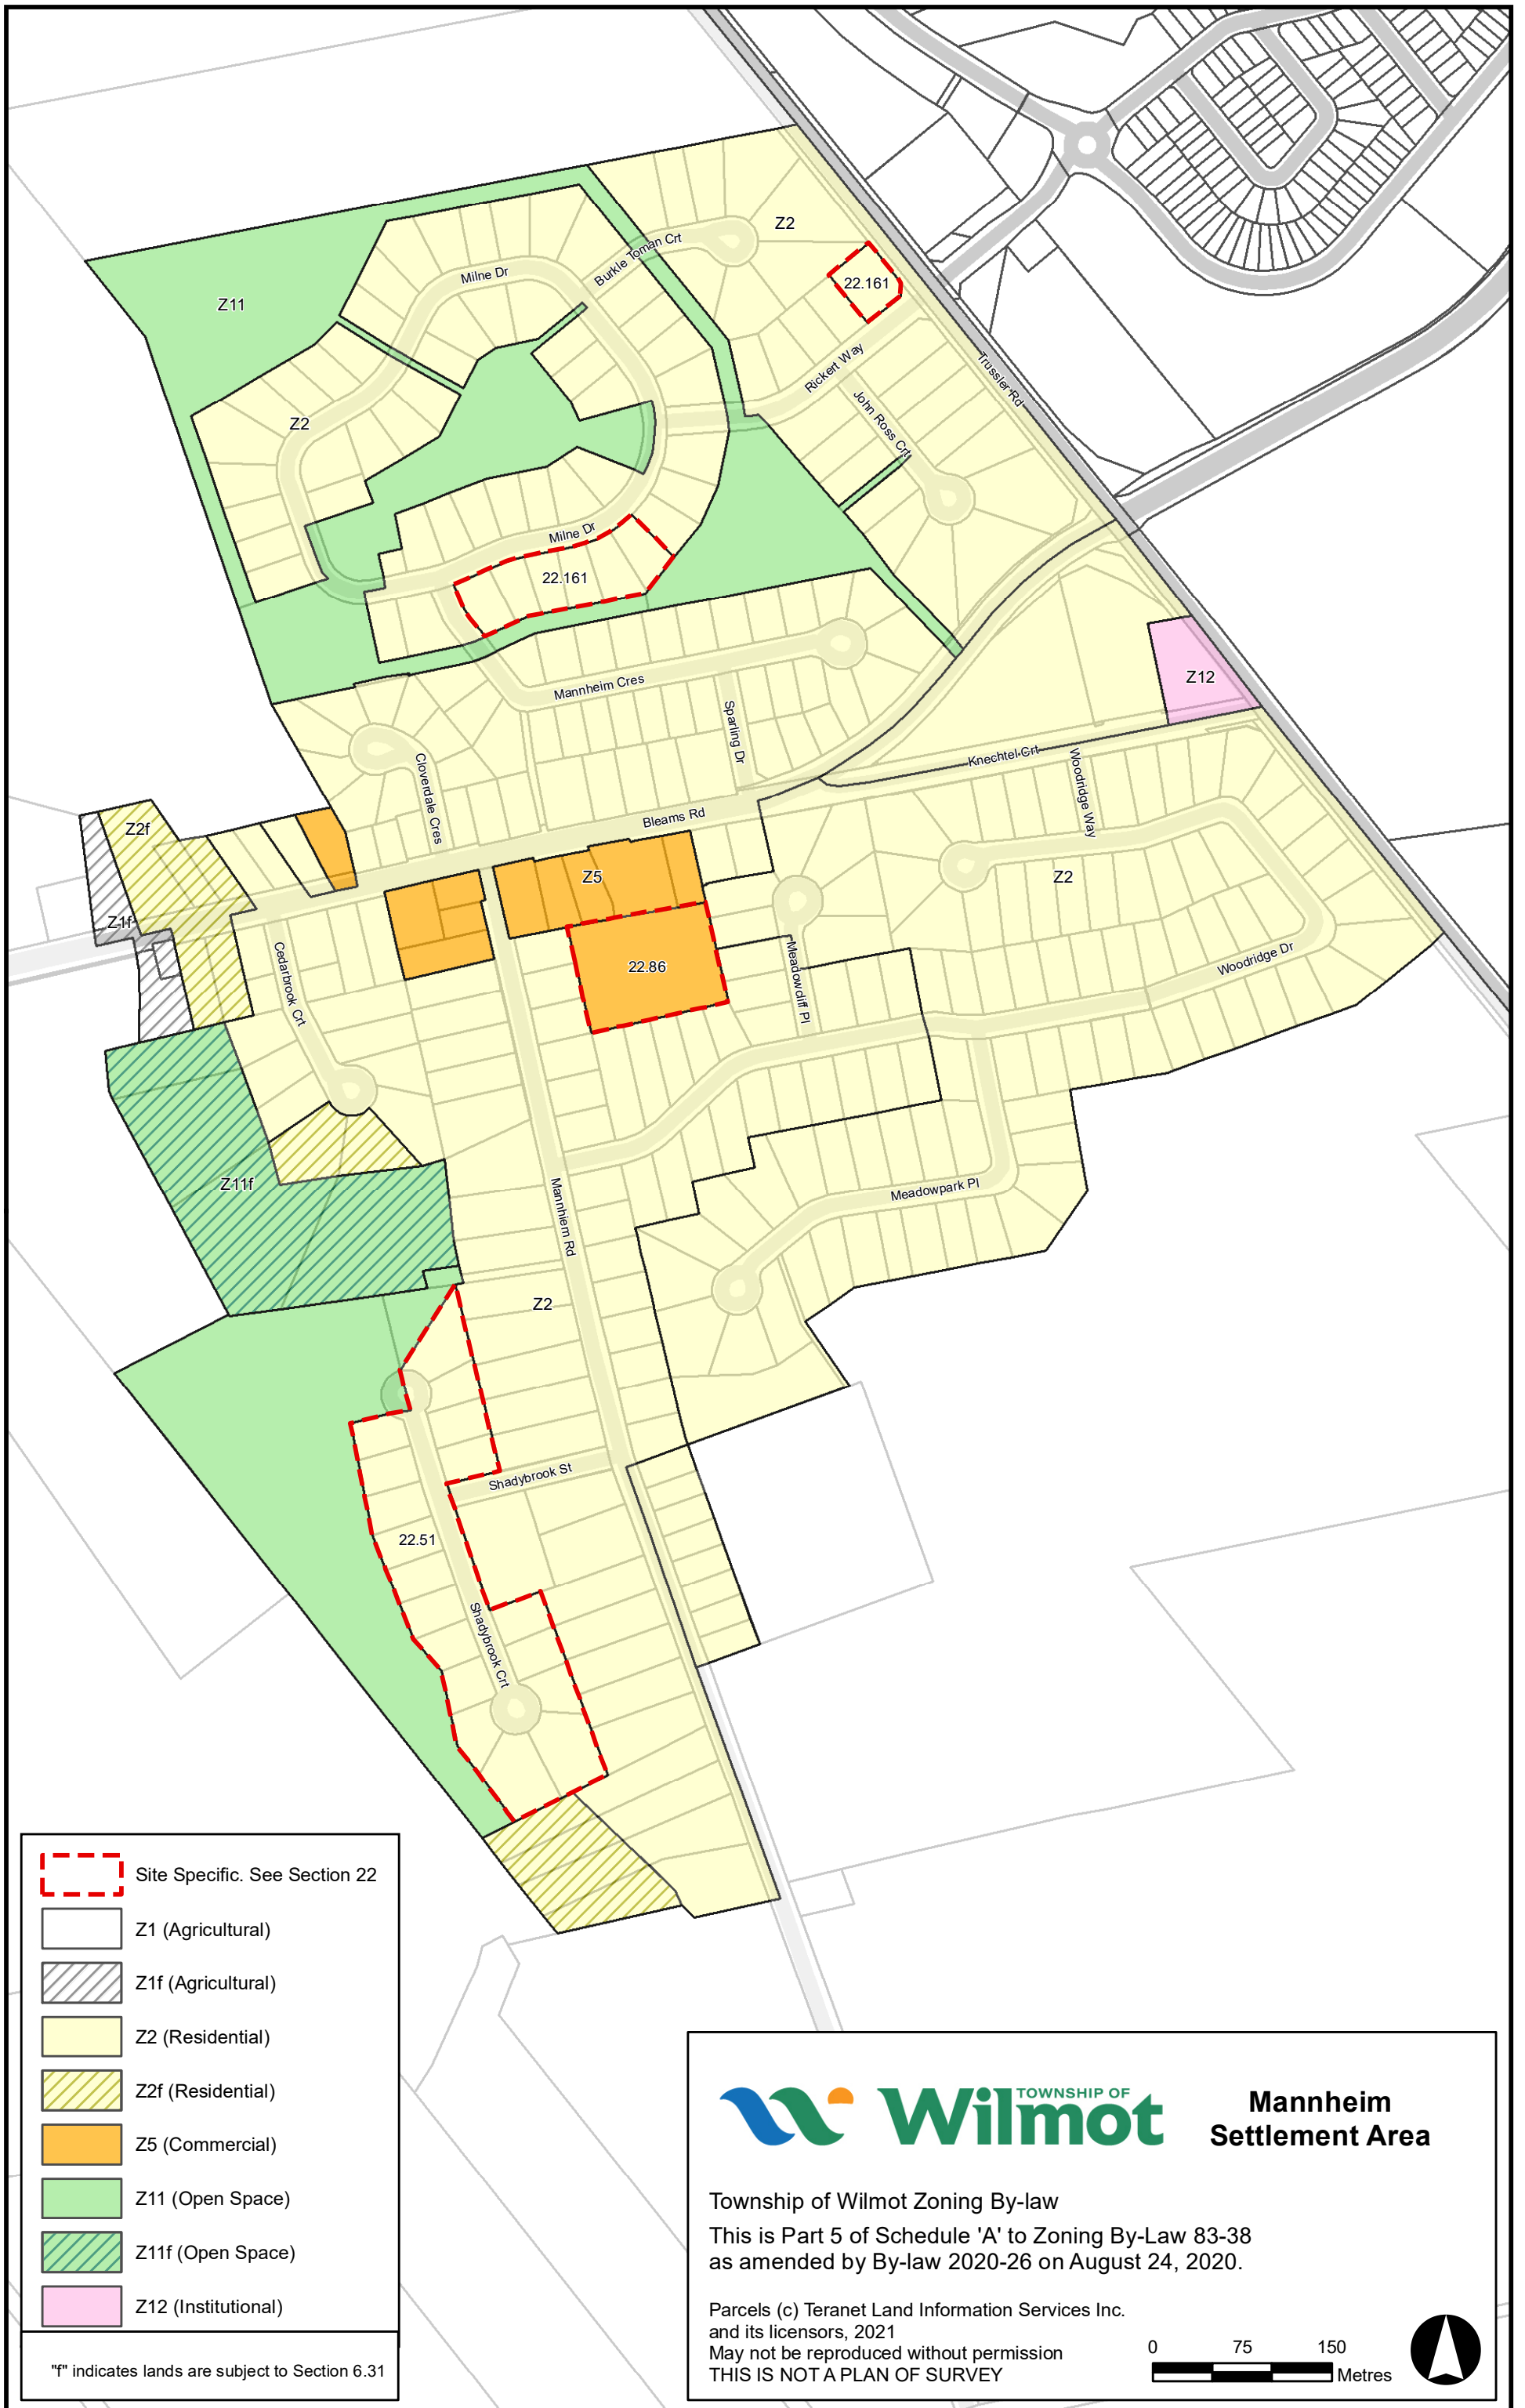 Z2
Burkle Toman Crt
Milne Dr
22.161
Z11
Trussler Rd
Rickert Way
John Ross Crt
Z2
Milne Dr
22.161
Z12
Mannheim Cres
Sparling Dr
Knechtel Crt
Woodridge Way
Cloverdale Cres
Bleams Rd
Z2f
Z5
Z2
Z1f
22.86
Cedarbrook Crt
Meadowcliff Pl
Woodridge Dr
Z11f
Mannhiem Rd
Meadowpark Pl
Z2
Shadybrook St
22.51
Shadybrook Crt
Site Specific. See Section 22
Z1 (Agricultural)
Z1f (Agricultural)
Z2 (Residential)
Z2f (Residential)
Z5 (Commercial)
Z11 (Open Space)
Z11f (Open Space)
Z12 (Institutional)
"f" indicates lands are subject to Section 6.31
TOWNSHIP OF
Wilmot
Mannheim
Settlement Area
Township of Wilmot Zoning By-law
This is Part 5 of Schedule 'A' to Zoning By-Law 83-38
as amended by By-law 2020-26 on August 24, 2020.
Parcels (c) Teranet Land Information Services Inc.
and its licensors, 2021
May not be reproduced without permission
THIS IS NOT A PLAN OF SURVEY
0 75 150
Metres